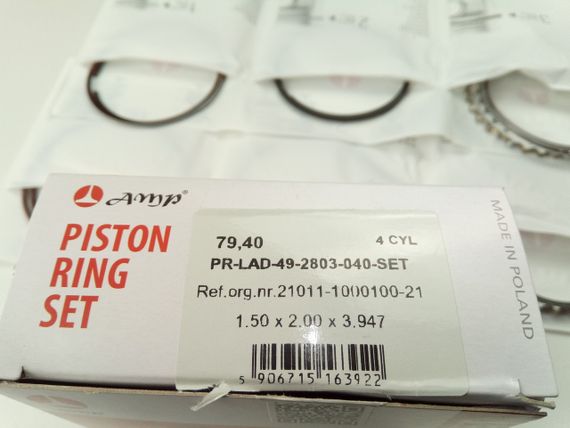 AMP®
PISTON
RING
SET
79,40 4 CYL
PR-LAD-49-2803-040-SET
Ref.org.nr.21011-1000100-21
1.50 x 2.00 x 3.947
5 906715 163922
MADE IN POLAND